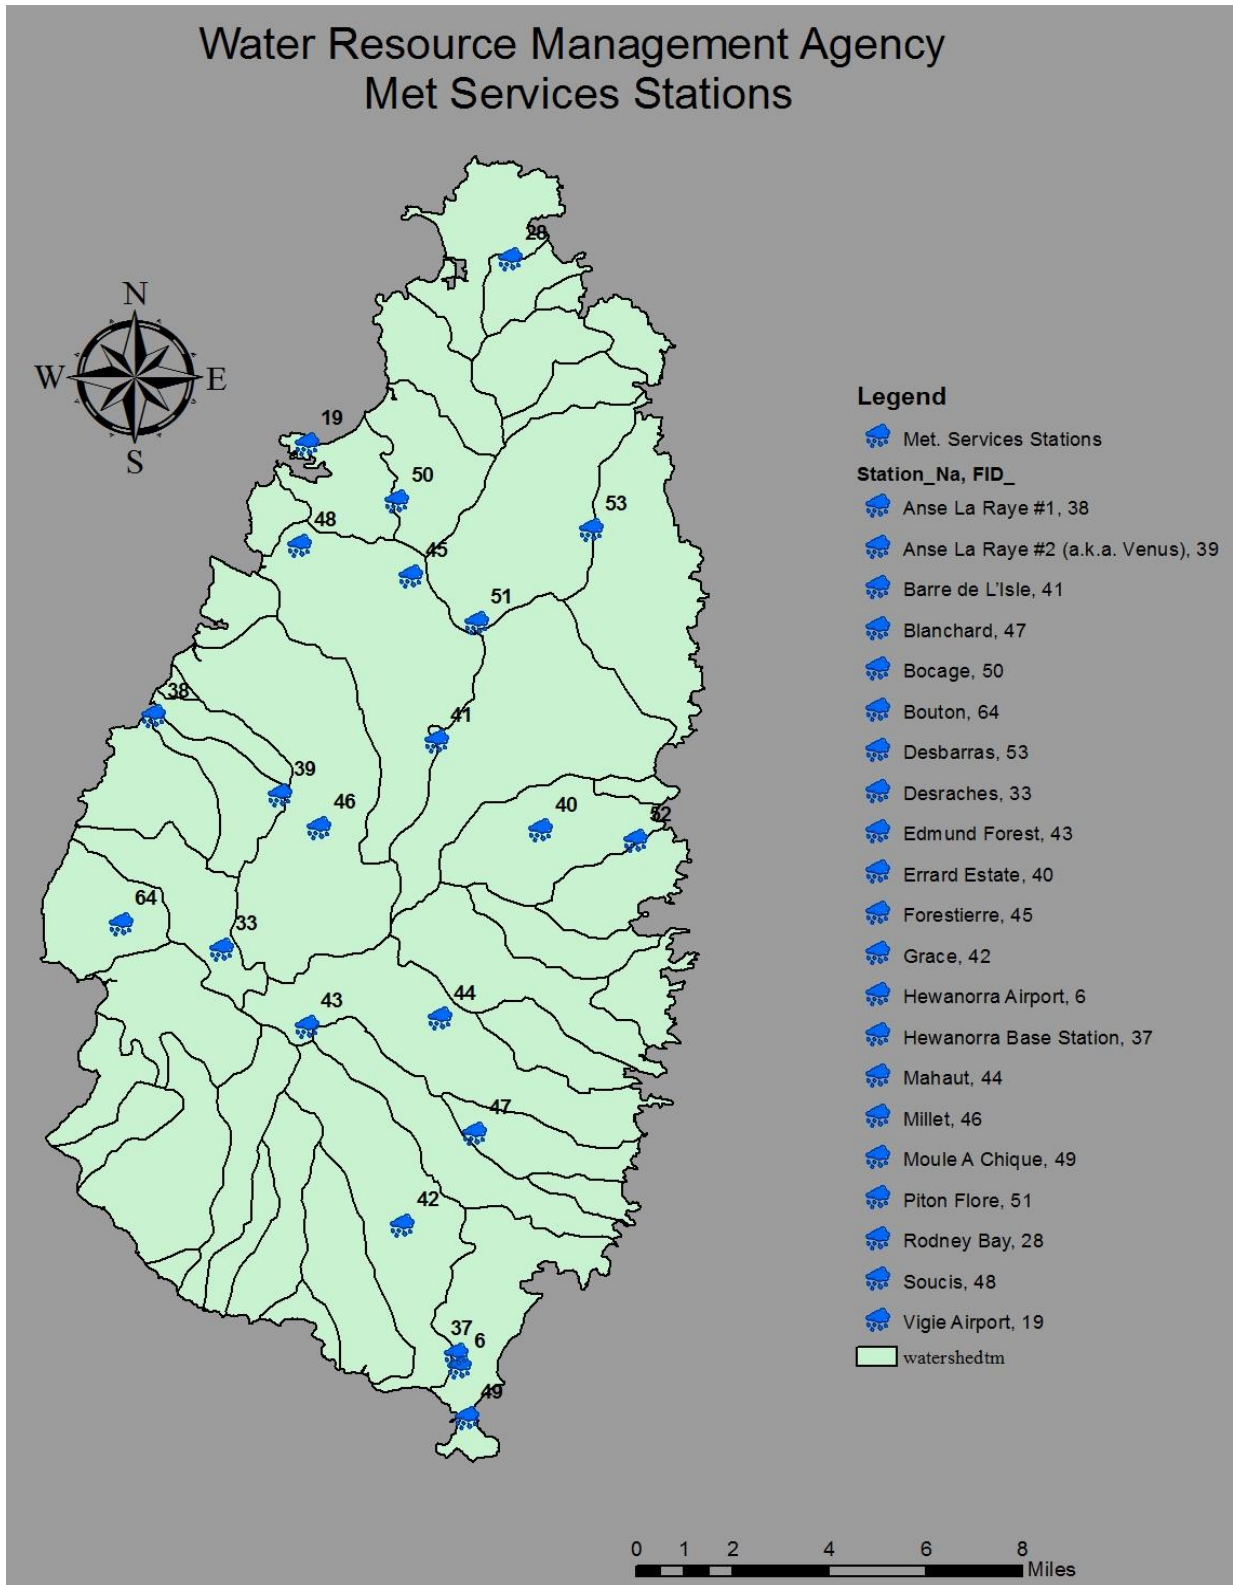 Water Resource Management Agency
Met Services Stations
28
N
W
E
S
19
50
53
48
45
51
38
41
39
46
40
52
64
33
43
44
47
42
37
6
49
Legend
Met. Services Stations
Station_Na, FID_
Anse La Raye #1, 38
Anse La Raye #2 (a.k.a. Venus), 39
Barre de L'Isle, 41
Blanchard, 47
Bocage, 50
Bouton, 64
Desbarras, 53
Desraches, 33
Edmund Forest, 43
Errard Estate, 40
Forestierre, 45
Grace, 42
Hewanorra Airport, 6
Hewanorra Base Station, 37
Mahaut, 44
Millet, 46
Moule A Chique, 49
Piton Flore, 51
Rodney Bay, 28
Soucis, 48
Vigie Airport, 19
watershedtm
0 1 2 4 6 8
Miles